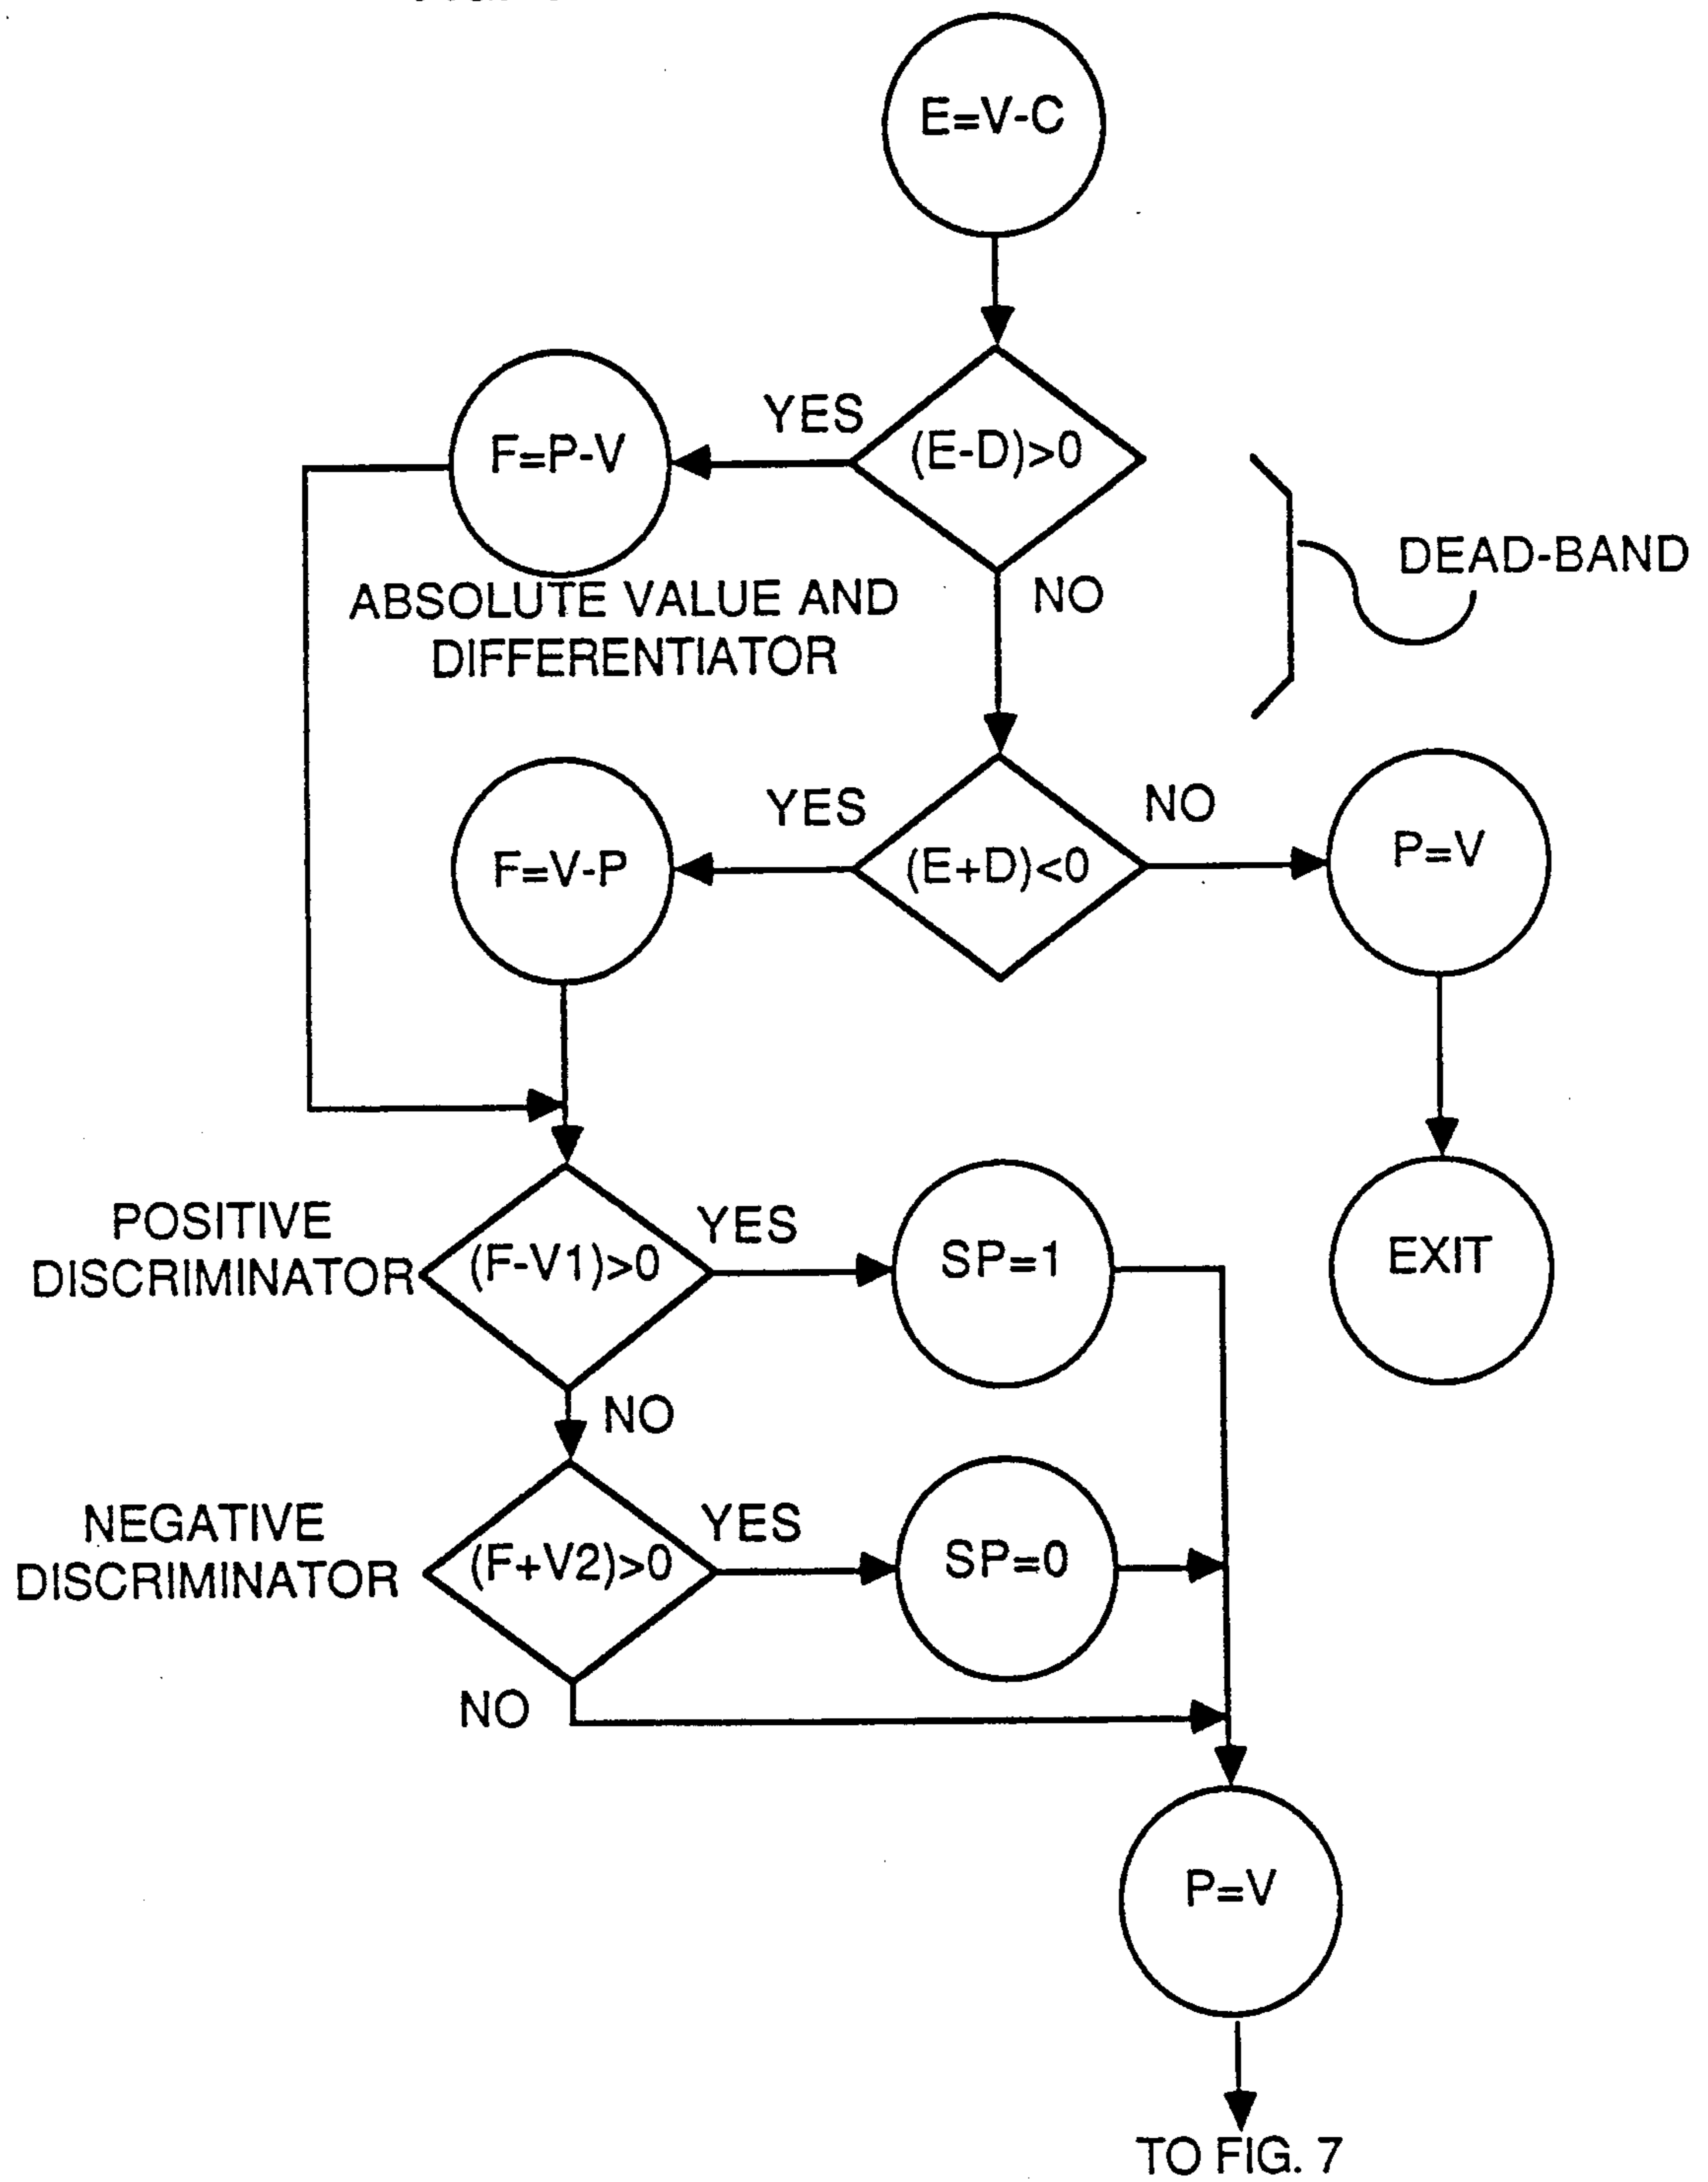 E=V-C
YES
(E-D)>0
F=P-V
DEAD-BAND
NO
ABSOLUTE VALUE AND
DIFFERENTIATOR
YES
NO
F=V-P
(E+D)<0
P=V
POSITIVE
DISCRIMINATOR
YES
(F-V1)>0
SP=1
EXIT
NO
NEGATIVE
DISCRIMINATOR
YES
(F+V2)>0
SP=0
NO
P=V
TO FIG. 7